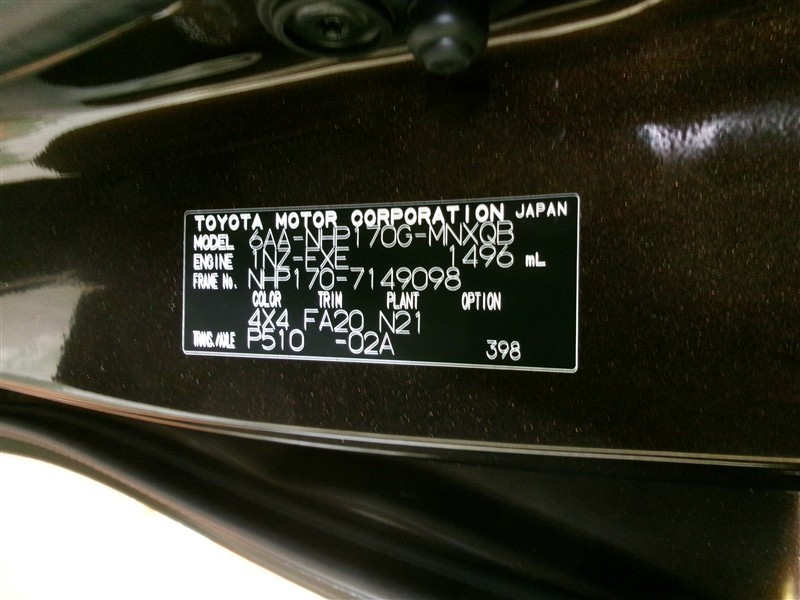 TOYOTA MOTOR CORPORATION JAPAN
MODEL 6AA-NHP170G-MNXQB
ENGINE 1NZ-FXE 1496 mL
FRAME No. NHP170-7149098
COLOR TRIM PLANT OPTION
4X4 FA20 N21
TRANS./AXLE P510 -02A 398